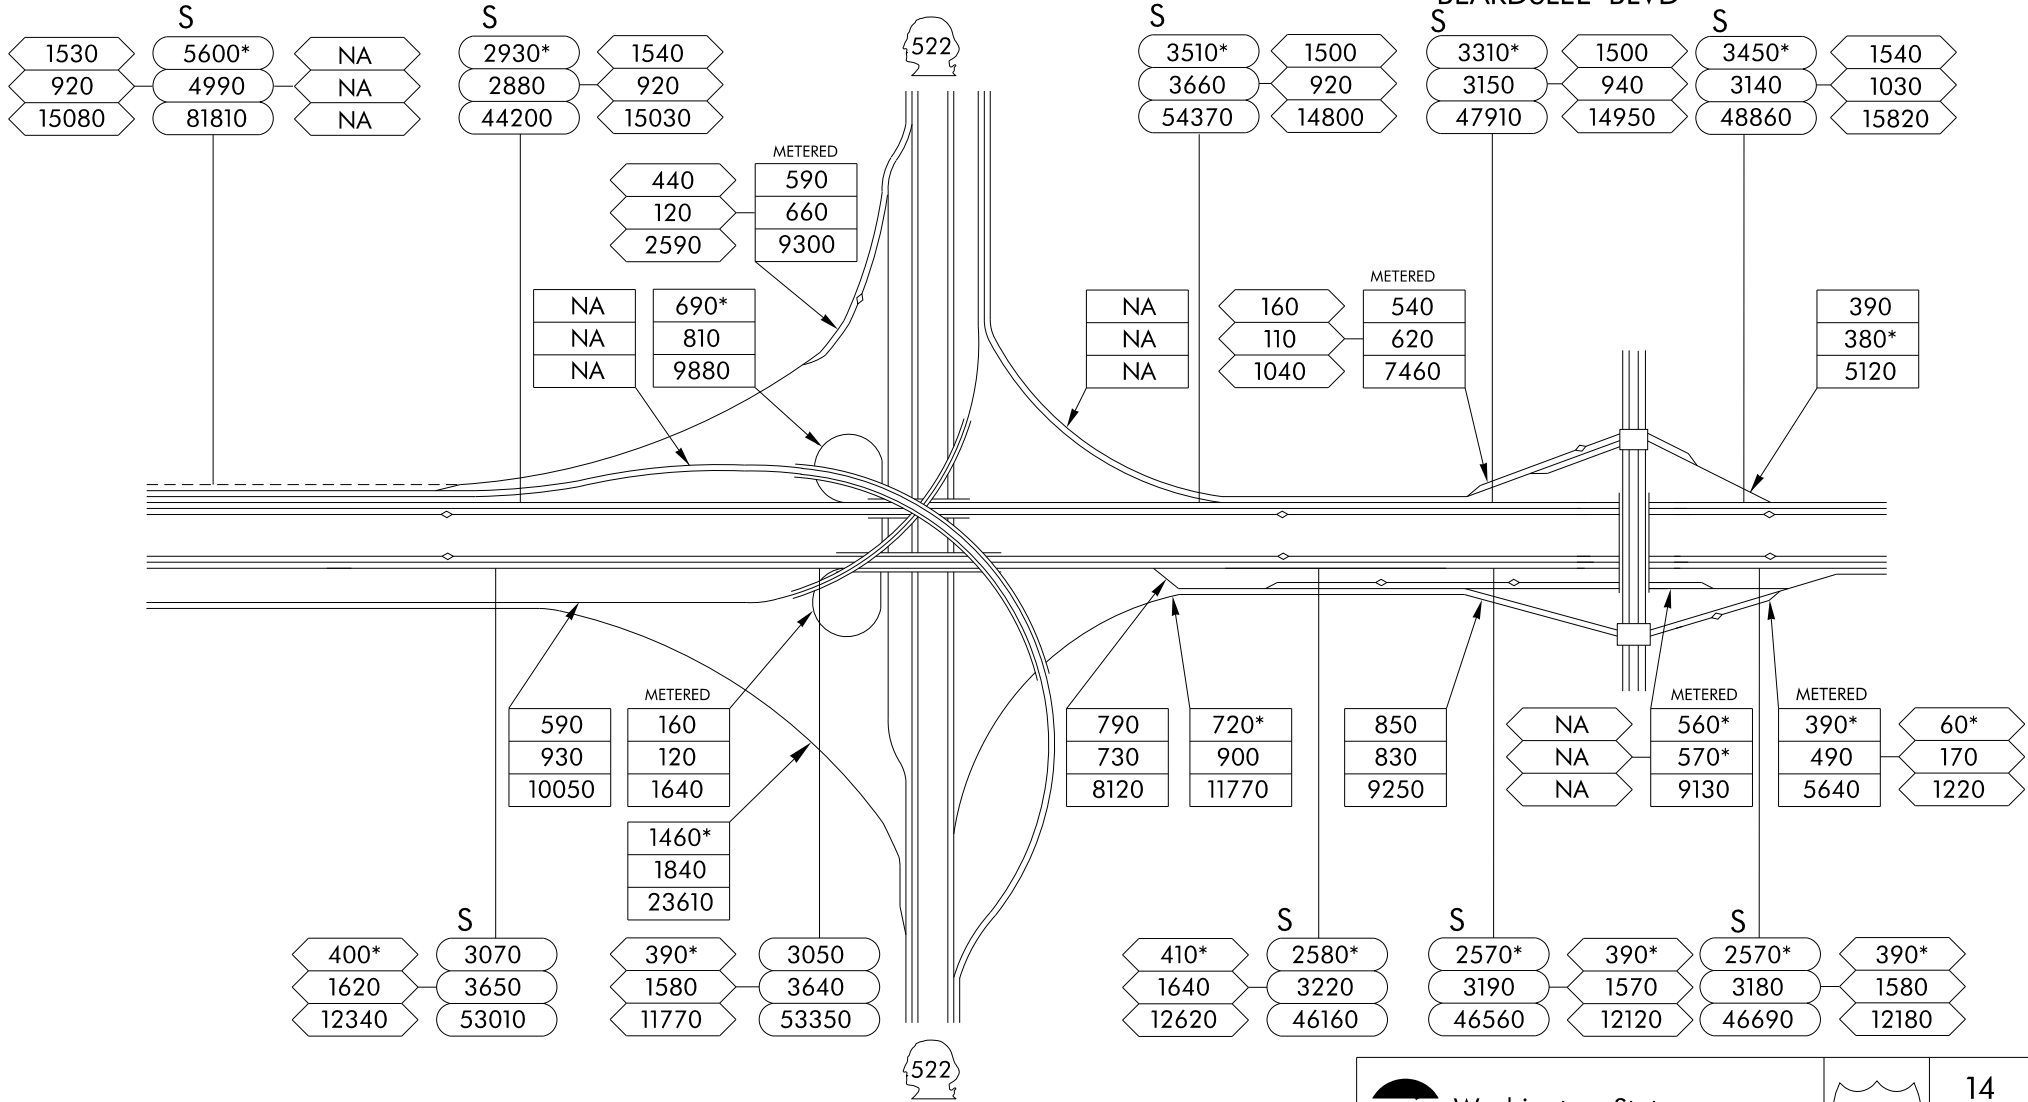 BEARDSLEE BLVD
S S S S S
1530 5600* NA 2930* 1540 3510* 1500 3310* 1500 3450* 1540
920 4990 NA 2880 920 3660 920 3150 940 3140 1030
15080 81810 NA 44200 15030 54370 14800 47910 14950 48860 15820
522
METERED
440 590
120 660
2590 9300
METERED
NA 690* NA 160 540 390
NA 810 NA 110 620 380*
NA 9880 NA 1040 7460 5120
METERED METERED METERED
590 160 790 720* 850 NA 560* 390* 60*
930 120 730 900 830 NA 570* 490 170
10050 1640 8120 11770 9250 NA 9130 5640 1220
1460*
1840
23610
S S S S
400* 3070 390* 3050 410* 2580* 2570* 390* 2570* 390*
1620 3650 1580 3640 1640 3220 3190 1570 3180 1580
12340 53010 11770 53350 12620 46160 46560 12120 46690 12180
522
14
Washington State